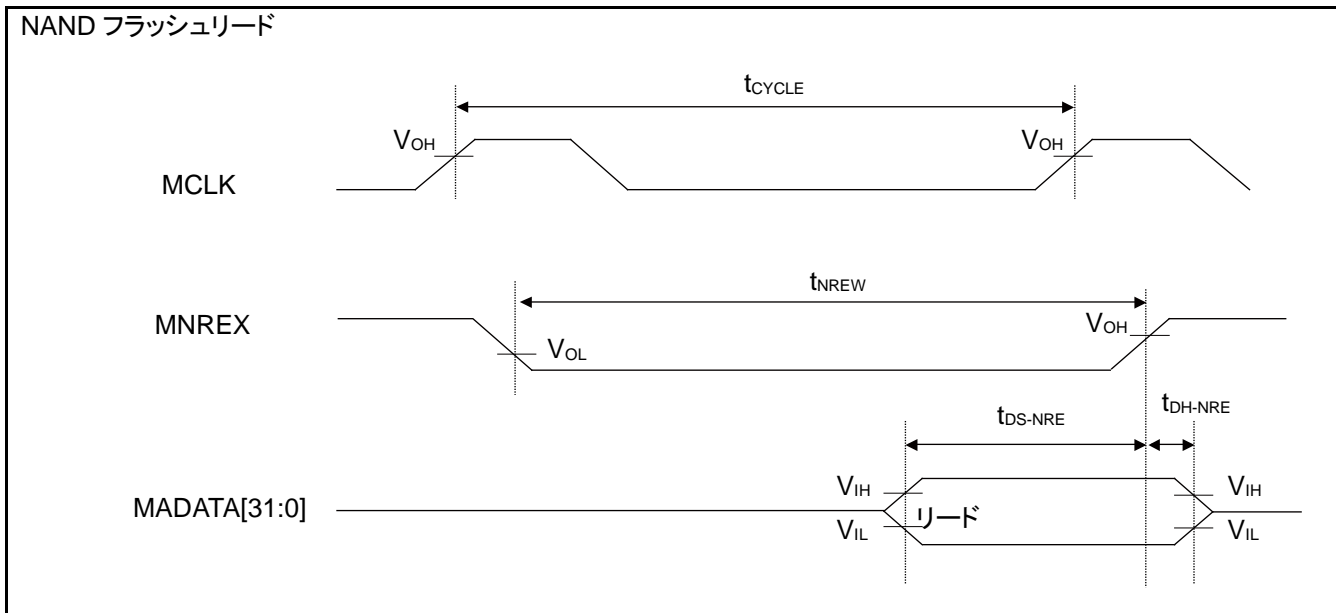 NAND フラッシュリード
tCYCLE
VOH VOH
MCLK
tNREW
MNREX VOH
VOL
tDS-NRE tDH-NRE
VIH VIH
MADATA[31:0] リード
VIL VIL